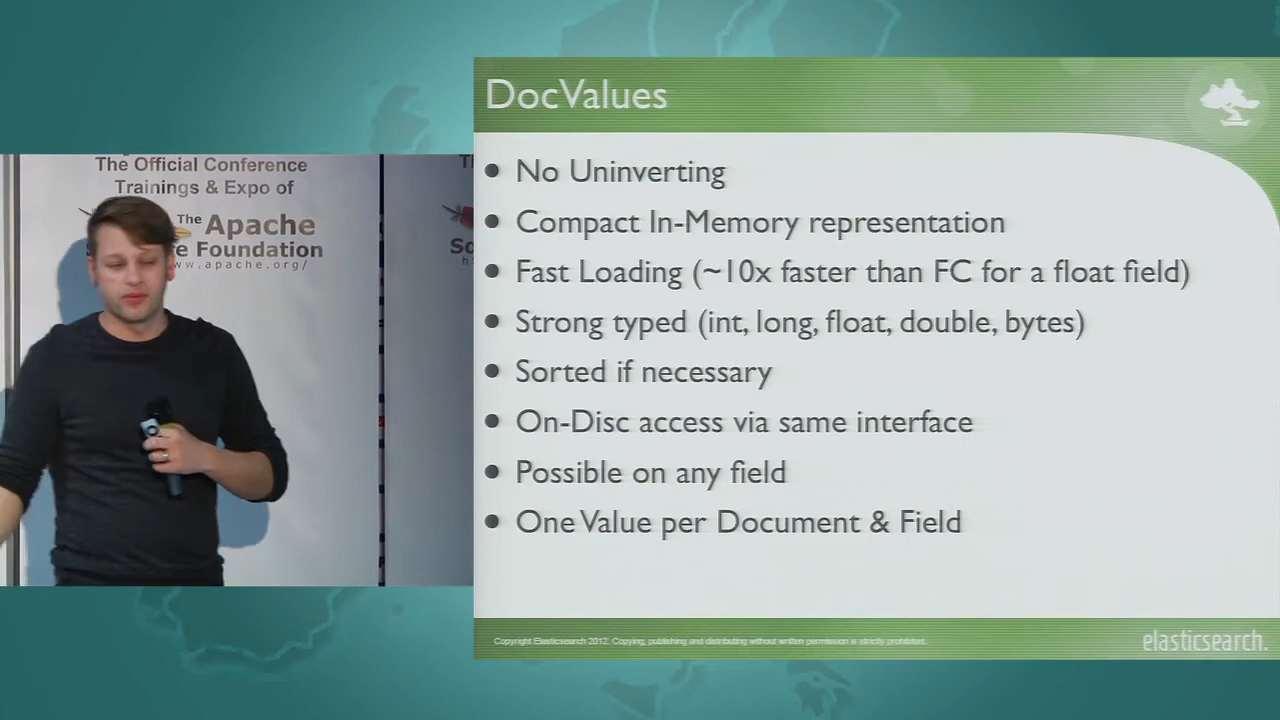 The Official Conference
Trainings & Expo of
The Apache
e Foundation
ww.apache.org/
DocValues
No Uninverting
Compact In-Memory representation
Fast Loading (~10x faster than FC for a float field)
Strong typed (int, long, float, double, bytes)
Sorted if necessary
On-Disc access via same interface
Possible on any field
One Value per Document & Field
Copyright Elasticsearch 2012. Copying, publishing and distributing without written permission is strictly prohibited.
elasticsearch.